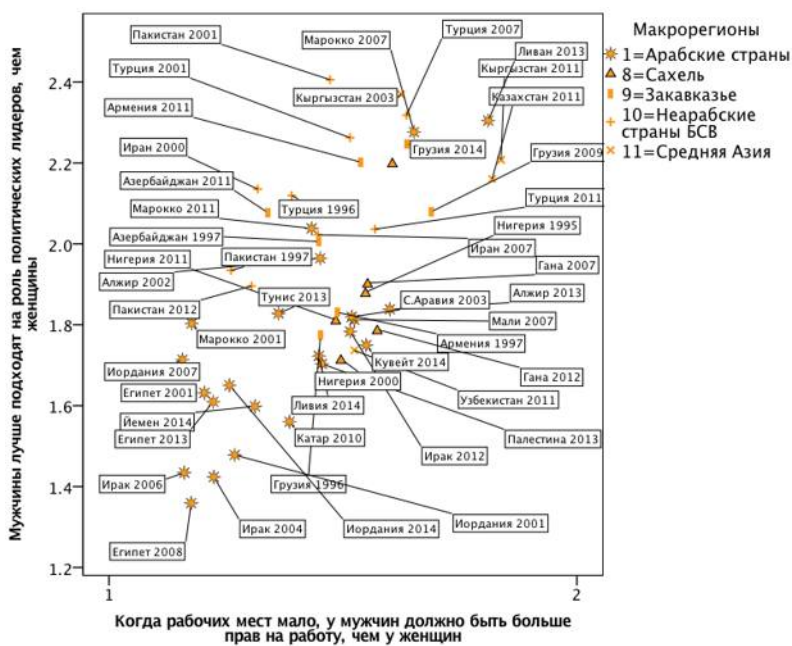 Пакистан 2001
Марокко 2007
Турция 2007
Ливан 2013
Турция 2001
Кыргызстан 2011
Кыргызстан 2003
Казахстан 2011
Армения 2011
Иран 2000
Грузия 2014
Грузия 2009
Азербайджан 2011
Марокко 2011
Турция 1996
Турция 2011
Нигерия 1995
Азербайджан 1997
Иран 2007
Нигерия 2011
Пакистан 1997
Гана 2007
Алжир 2002
Тунис 2013
С.Аравия 2003
Алжир 2013
Пакистан 2012
Мали 2007
Марокко 2001
Армения 1997
Иордания 2007
Кувейт 2014
Гана 2012
Египет 2001
Нигерия 2000
Узбекистан 2011
Йемен 2014
Ливия 2014
Египет 2013
Катар 2010
Палестина 2013
Ирак 2012
Ирак 2006
Грузия 1996
Ирак 2004
Иордания 2014
Иордания 2001
Египет 2008
2.4
2.2
2.0
1.8
1.6
1.4
1.2
1
2
Мужчины лучше подходят на роль политических лидеров, чем
женщины
Когда рабочих мест мало, у мужчин должно быть больше
прав на работу, чем у женщин
Макрорегионы
1=Арабские страны
8=Сахель
9=Закавказье
10=Неарабские
страны БСВ
11=Средняя Азия